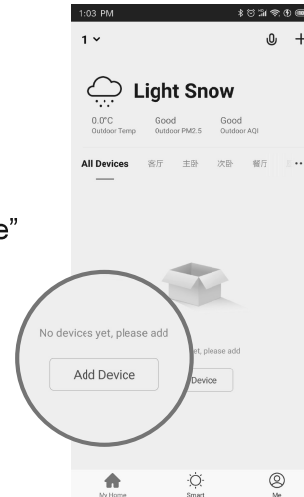 1:03 PM
1
Light Snow
0.0°C Good Good
Outdoor Temp Outdoor PM2.5 Outdoor AQI
All Devices 客厅 主卧 次卧 餐厅
e”
No devices yet, please add
Add Device
et, please add
Device
My Home Smart Me